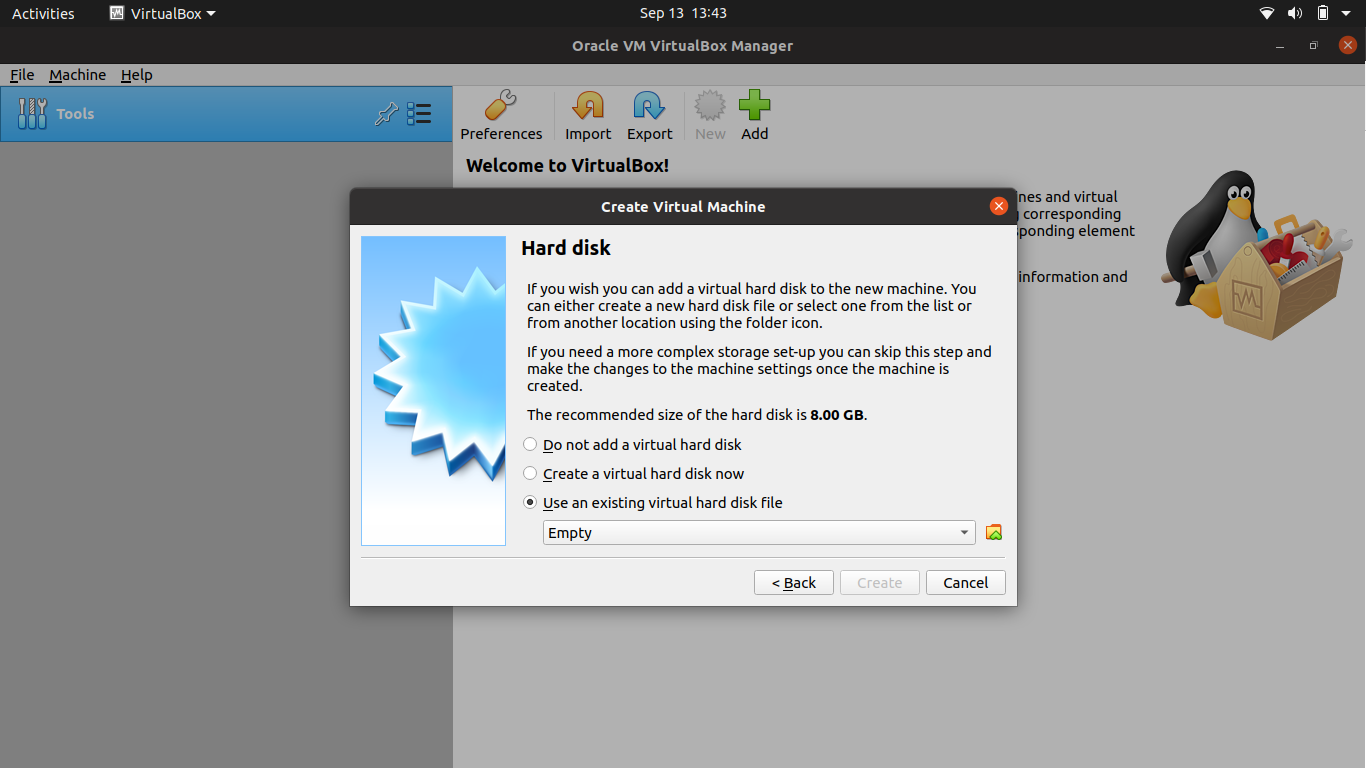 Activities VirtualBox Sep 13 13:43
Oracle VM VirtualBox Manager
File Machine Help
Tools
Preferences Import Export New Add
Welcome to VirtualBox!
nes and virtual
corresponding
sponding element
information and
Create Virtual Machine
Hard disk
If you wish you can add a virtual hard disk to the new machine. You
can either create a new hard disk file or select one from the list or
from another location using the folder icon.
If you need a more complex storage set-up you can skip this step and
make the changes to the machine settings once the machine is
created.
The recommended size of the hard disk is 8.00 GB.
Do not add a virtual hard disk
Create a virtual hard disk now
Use an existing virtual hard disk file
Empty
< Back Create Cancel